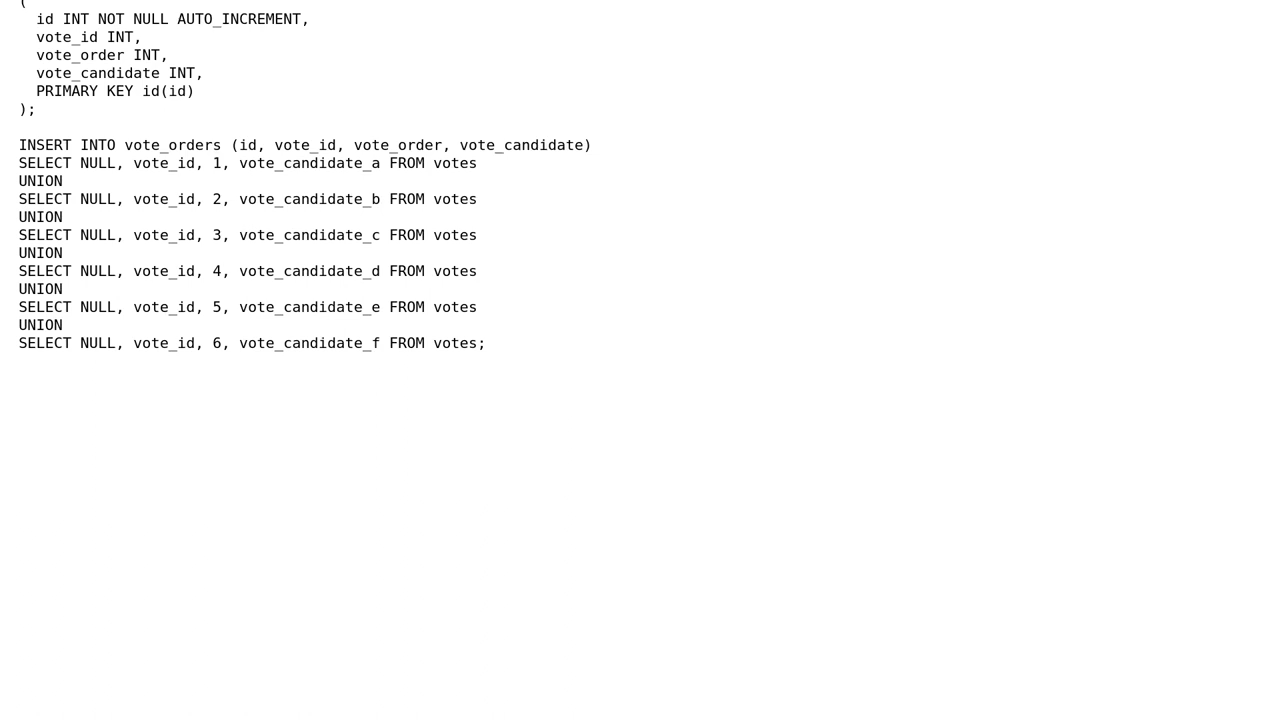 (
  id INT NOT NULL AUTO_INCREMENT,
  vote_id INT,
  vote_order INT,
  vote_candidate INT,
  PRIMARY KEY id(id)
);

INSERT INTO vote_orders (id, vote_id, vote_order, vote_candidate)
SELECT NULL, vote_id, 1, vote_candidate_a FROM votes
UNION
SELECT NULL, vote_id, 2, vote_candidate_b FROM votes
UNION
SELECT NULL, vote_id, 3, vote_candidate_c FROM votes
UNION
SELECT NULL, vote_id, 4, vote_candidate_d FROM votes
UNION
SELECT NULL, vote_id, 5, vote_candidate_e FROM votes
UNION
SELECT NULL, vote_id, 6, vote_candidate_f FROM votes;